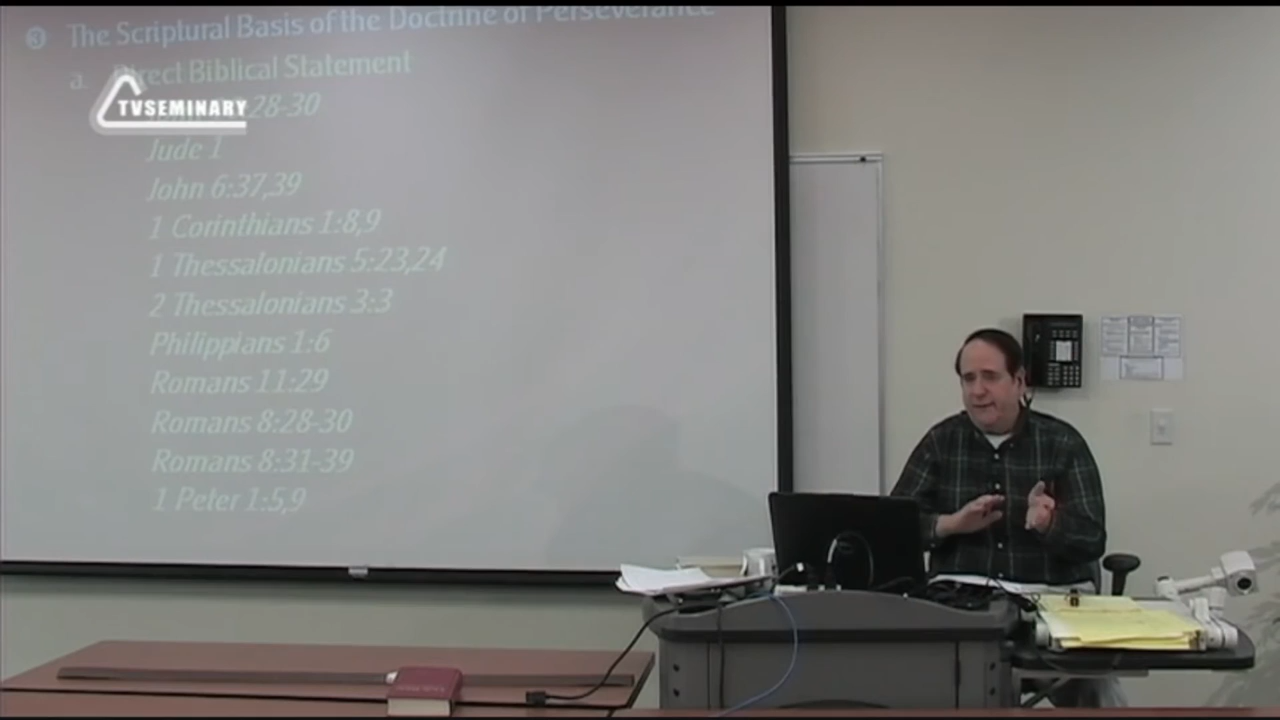 3 The Scriptural Basis of the Doctrine of Perseverance
a. Direct Biblical Statement
TVSEMINARY
28-30
Jude 1
John 6:37,39
1 Corinthians 1:8,9
1 Thessalonians 5:23,24
2 Thessalonians 3:3
Philippians 1:6
Romans 11:29
Romans 8:28-30
Romans 8:31-39
1 Peter 1:5,9